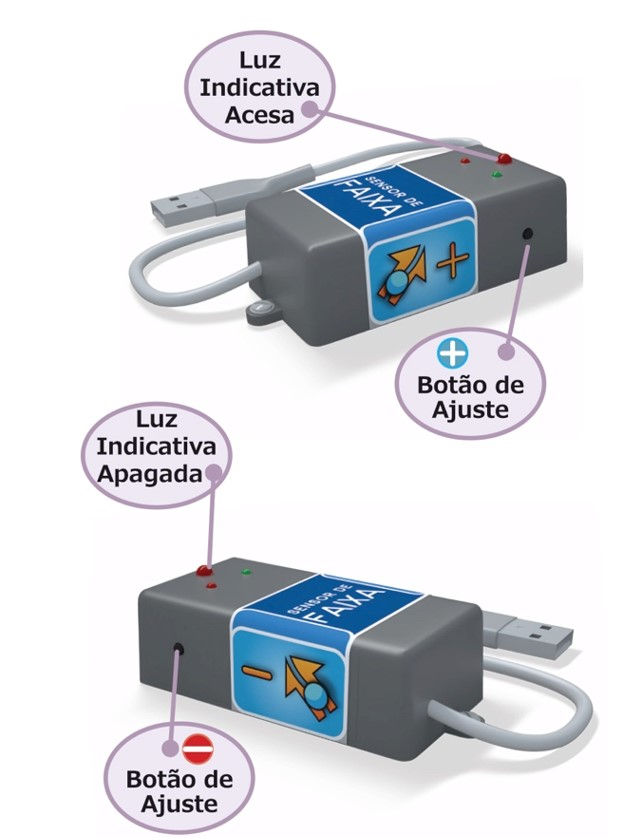 Luz
Indicativa
Acesa
SENSOR DE
FAIXA
+
+
Botão de
Ajuste
Luz
Indicativa
Apagada
SENSOR DE
FAIXA
−
−
Botão de
Ajuste